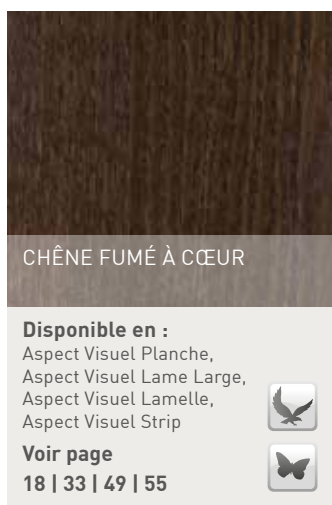 CHÊNE FUMÉ À CŒUR
Disponible en :
Aspect Visuel Planche,
Aspect Visuel Lame Large,
Aspect Visuel Lamelle,
Aspect Visuel Strip
Voir page
18 | 33 | 49 | 55